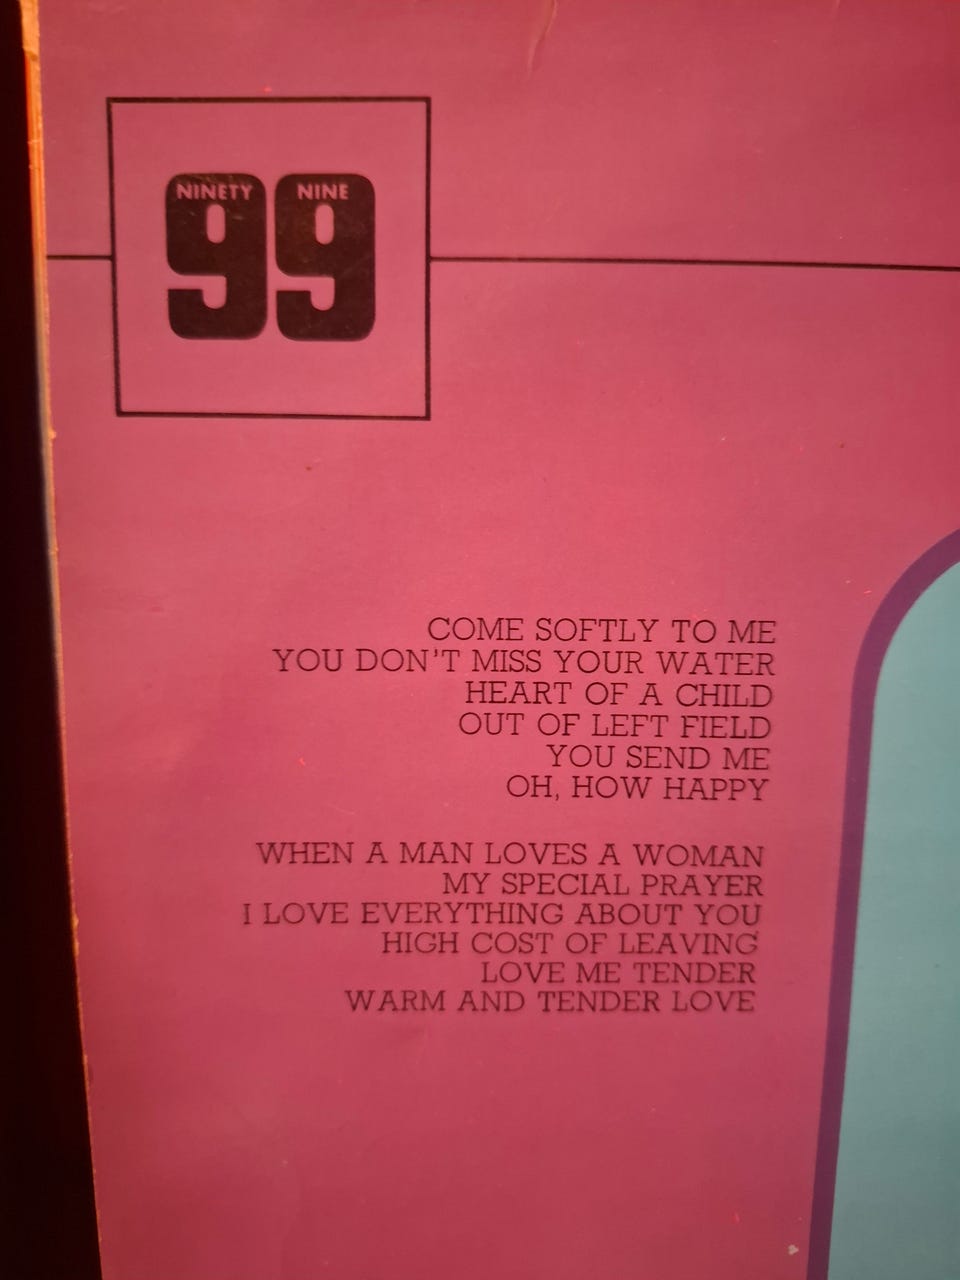 NINETY NINE
99
COME SOFTLY TO ME
YOU DON'T MISS YOUR WATER
HEART OF A CHILD
OUT OF LEFT FIELD
YOU SEND ME
OH, HOW HAPPY
WHEN A MAN LOVES A WOMAN
MY SPECIAL PRAYER
I LOVE EVERYTHING ABOUT YOU
HIGH COST OF LEAVING
LOVE ME TENDER
WARM AND TENDER LOVE